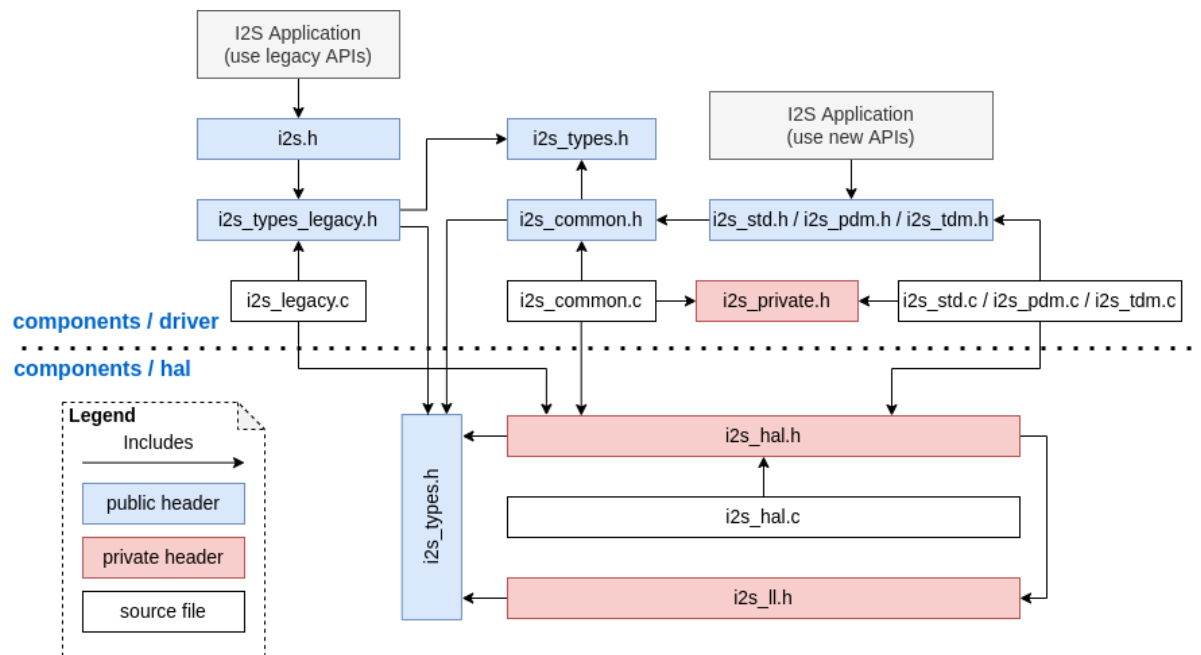 I2S Application
(use legacy APIs)
i2s.h
i2s_types.h
I2S Application
(use new APIs)
i2s_types_legacy.h
i2s_common.h
i2s_std.h / i2s_pdm.h / i2s_tdm.h
i2s_legacy.c
i2s_common.c
i2s_private.h
i2s_std.c / i2s_pdm.c / i2s_tdm.c
components / driver
components / hal
Legend
Includes
public header
private header
source file
i2s_types.h
i2s_hal.h
i2s_hal.c
i2s_ll.h